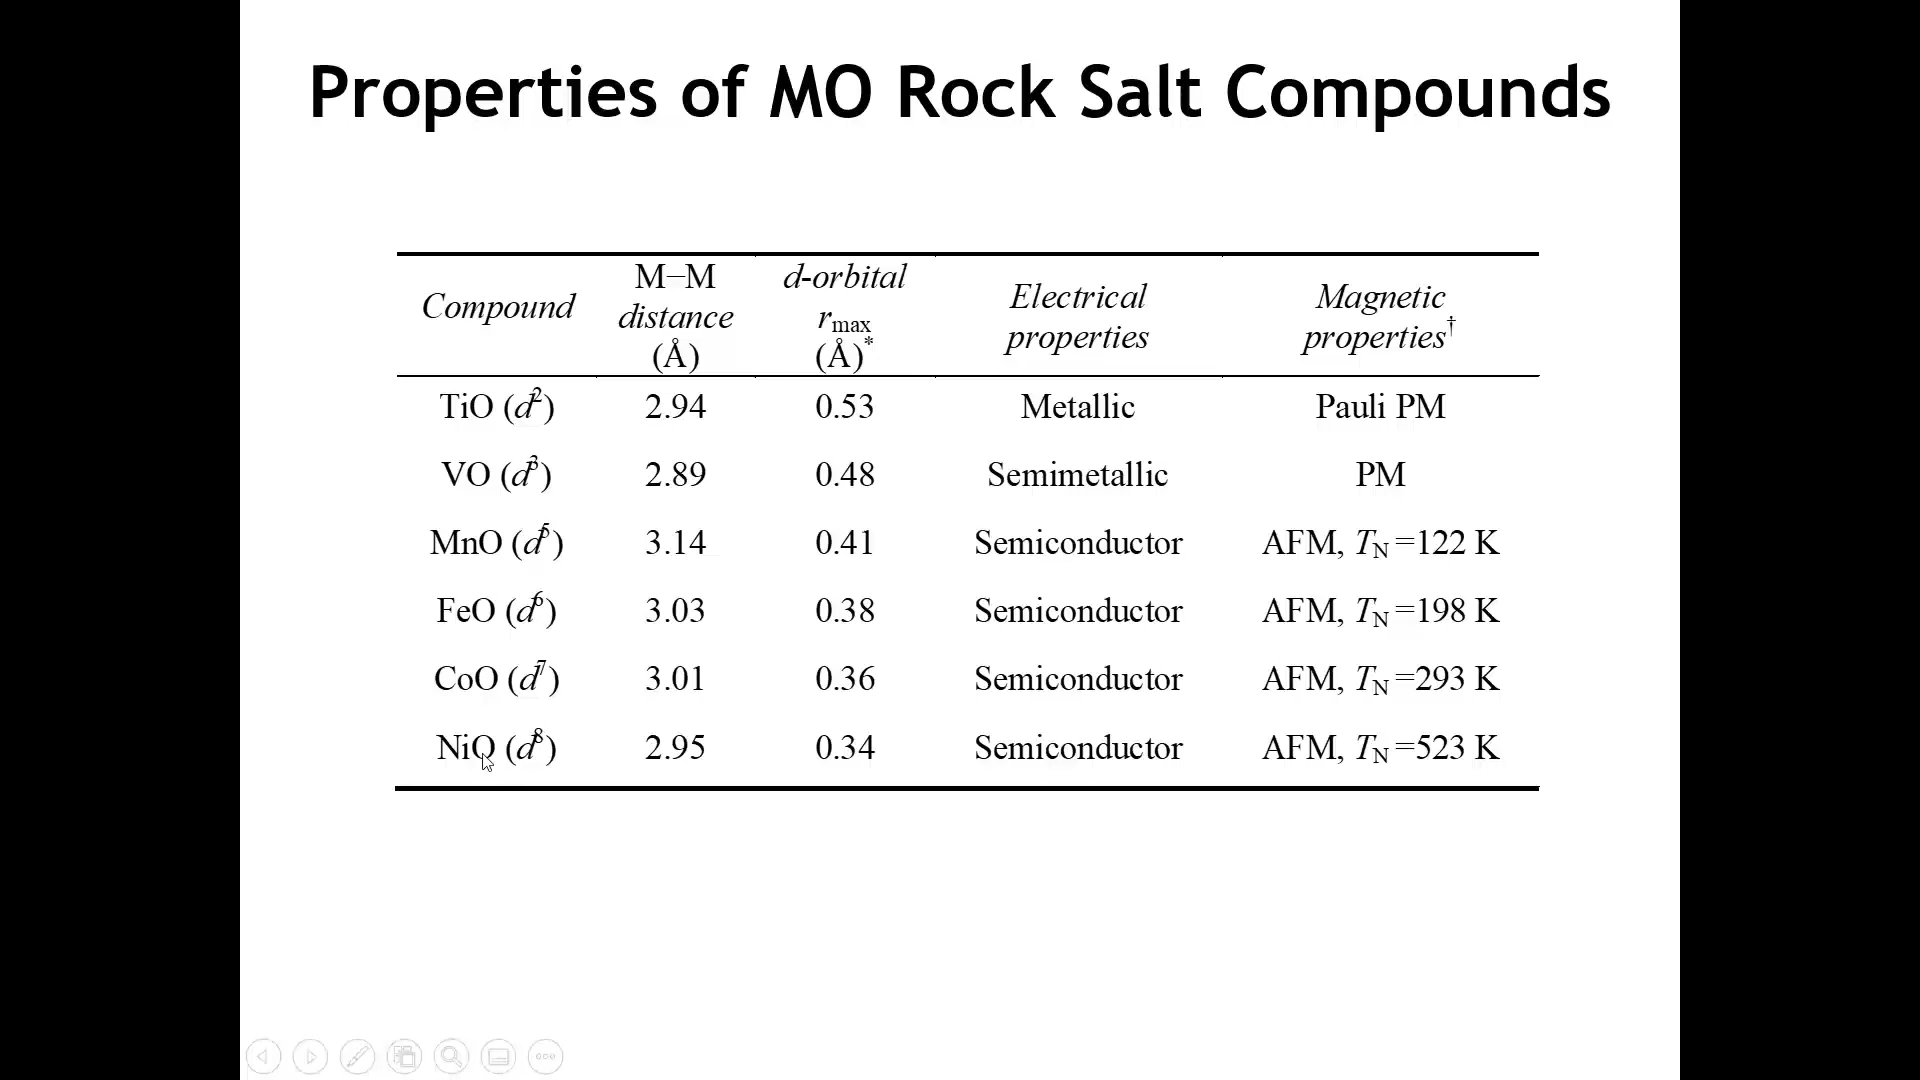 Properties of MO Rock Salt Compounds
Compound M−M distance (Å) d-orbital rmax (Å)* Electrical properties Magnetic properties†
TiO (d2) 2.94 0.53 Metallic Pauli PM
VO (d3) 2.89 0.48 Semimetallic PM
MnO (d5) 3.14 0.41 Semiconductor AFM, TN =122 K
FeO (d6) 3.03 0.38 Semiconductor AFM, TN =198 K
CoO (d7) 3.01 0.36 Semiconductor AFM, TN =293 K
NiO (d8) 2.95 0.34 Semiconductor AFM, TN =523 K